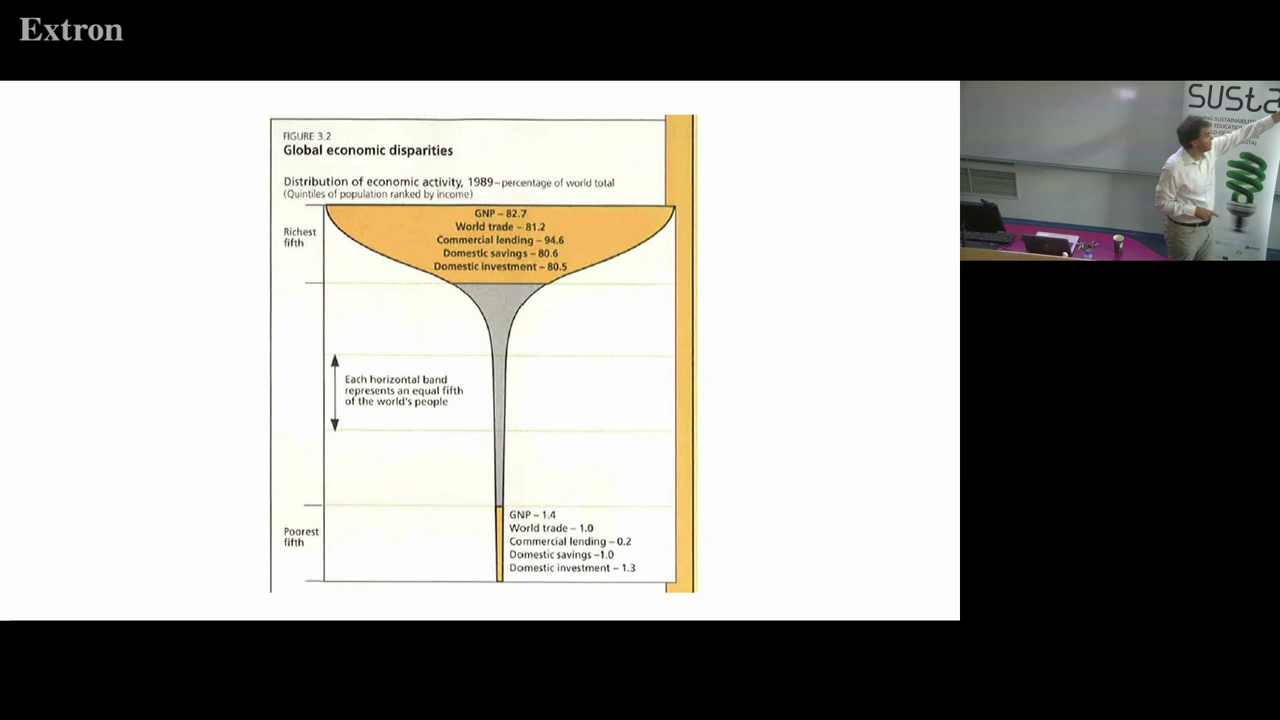 Extron
FIGURE 3.2
Global economic disparities
Distribution of economic activity, 1989–percentage of world total
(Quintiles of population ranked by income)
Richest
fifth
GNP – 82.7
World trade – 81.2
Commercial lending – 94.6
Domestic savings – 80.6
Domestic investment – 80.5
Each horizontal band
represents an equal fifth
of the world's people
Poorest
fifth
GNP – 1.4
World trade – 1.0
Commercial lending – 0.2
Domestic savings –1.0
Domestic investment – 1.3
SUSta